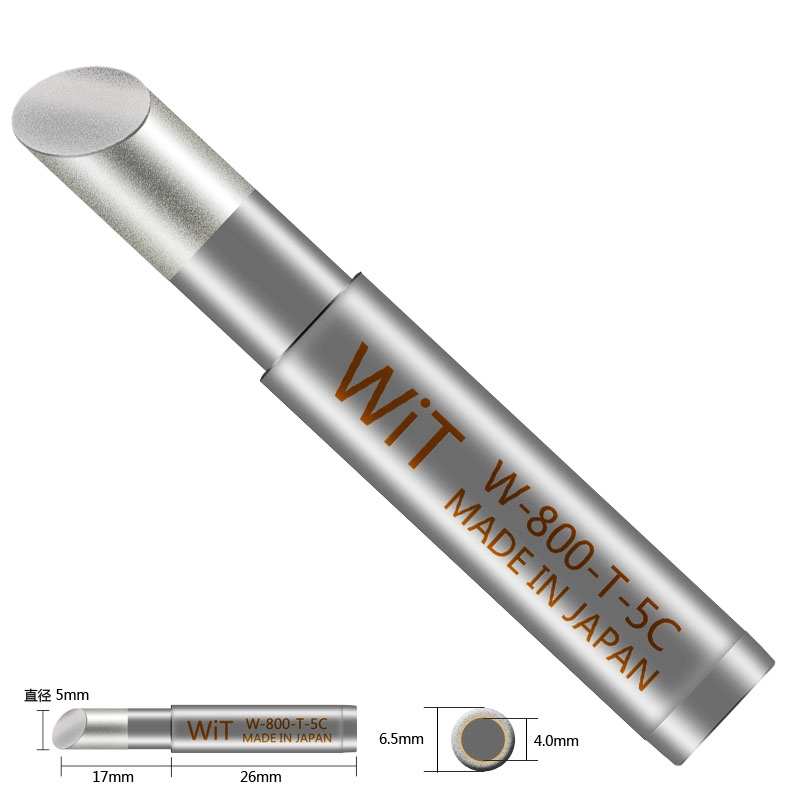 WiT
W-800-T-5C
MADE IN JAPAN
直径 5mm
WiT
W-800-T-5C
MADE IN JAPAN
17mm
26mm
6.5mm
4.0mm